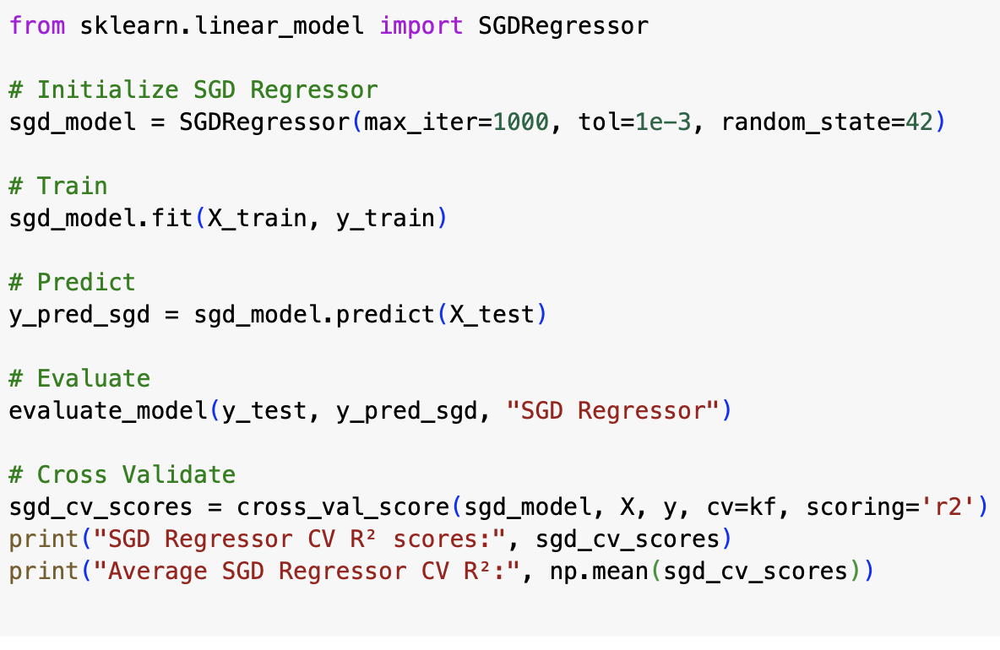 from sklearn.linear_model import SGDRegressor
# Initialize SGD Regressor
sgd_model = SGDRegressor(max_iter=1000, tol=1e-3, random_state=42)
# Train
sgd_model.fit(X_train, y_train)
# Predict
y_pred_sgd = sgd_model.predict(X_test)
# Evaluate
evaluate_model(y_test, y_pred_sgd, "SGD Regressor")
# Cross Validate
sgd_cv_scores = cross_val_score(sgd_model, X, y, cv=kf, scoring='r2')
print("SGD Regressor CV R² scores:", sgd_cv_scores)
print("Average SGD Regressor CV R²:", np.mean(sgd_cv_scores))